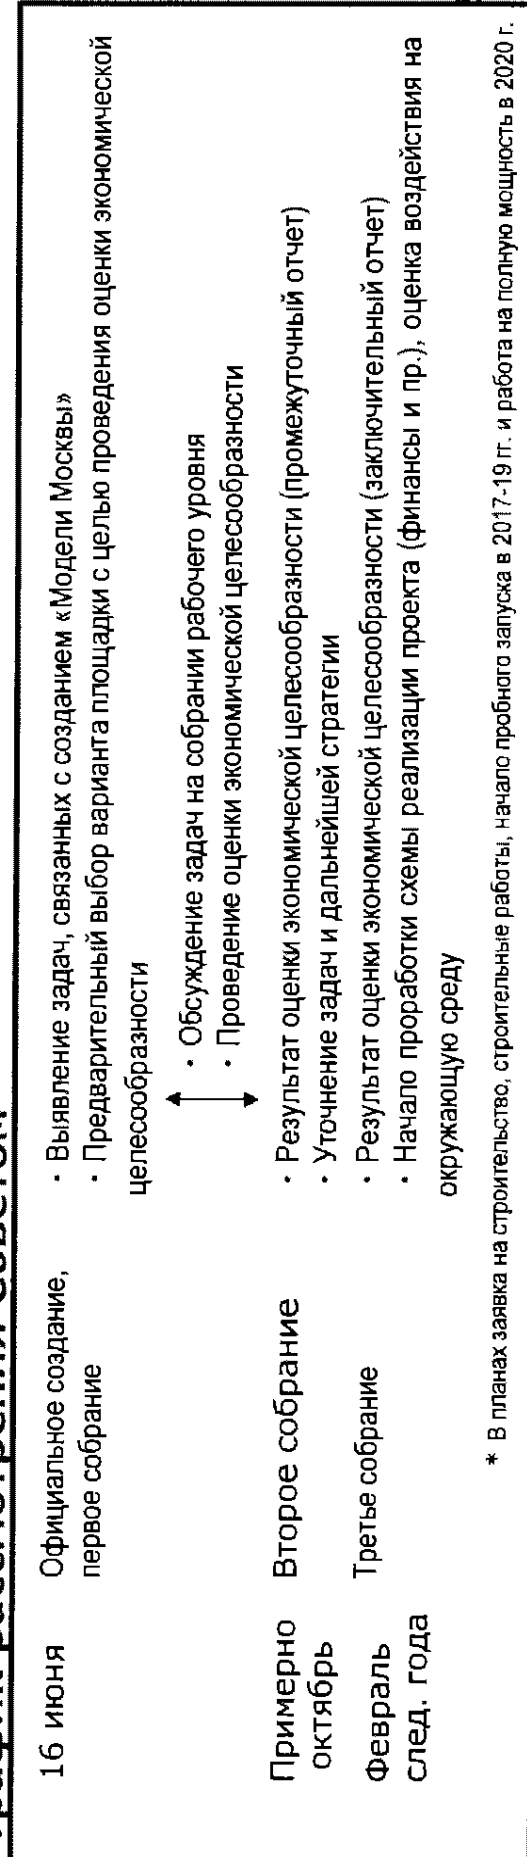 16 июня
Официальное создание,
первое собрание
· Выявление задач, связанных с созданием «Модели Москвы»
· Предварительный выбор варианта площадки с целью проведения оценки экономической
целесообразности
· Обсуждение задач на собрании рабочего уровня
· Проведение оценки экономической целесообразности
Примерно
октябрь
Второе собрание
· Результат оценки экономической целесообразности (промежуточный отчет)
· Уточнение задач и дальнейшей стратегии
Февраль
след. года
Третье собрание
· Результат оценки экономической целесообразности (заключительный отчет)
· Начало проработки схемы реализации проекта (финансы и пр.), оценка воздействия на
окружающую среду
* В планах заявка на строительство, строительные работы, начало пробного запуска в 2017-19 гг. и работа на полную мощность в 2020 г.